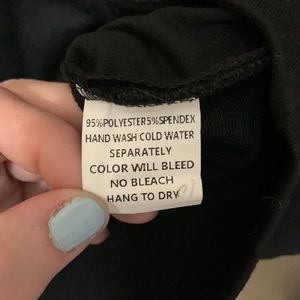 95%POLYESTER5%SPENDEX
HAND WASH COLD WATER
SEPARATELY
COLOR WILL BLEED
NO BLEACH
HANG TO DRY